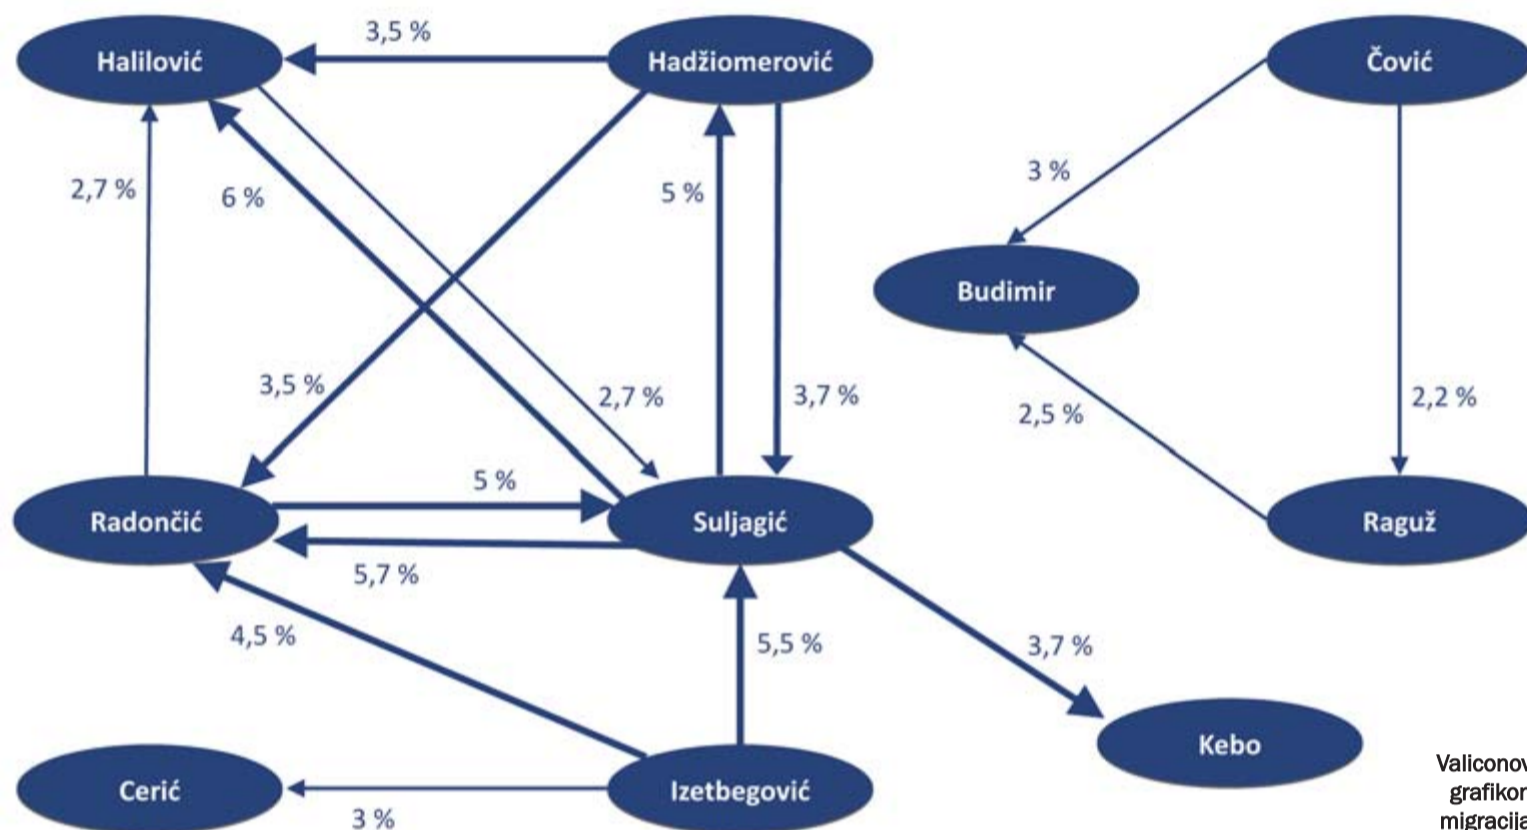 3,5 %
Halilović
Hadžiomerović
Čović
2,7 %
6 %
5 %
3 %
Budimir
3,5 %
2,7 %
3,7 %
2,5 %
2,2 %
5 %
Radončić
Suljagić
Raguž
5,7 %
4,5 %
5,5 %
3,7 %
Kebo
Cerić
Izetbegović
3 %
Valiconov
grafikon
migracija